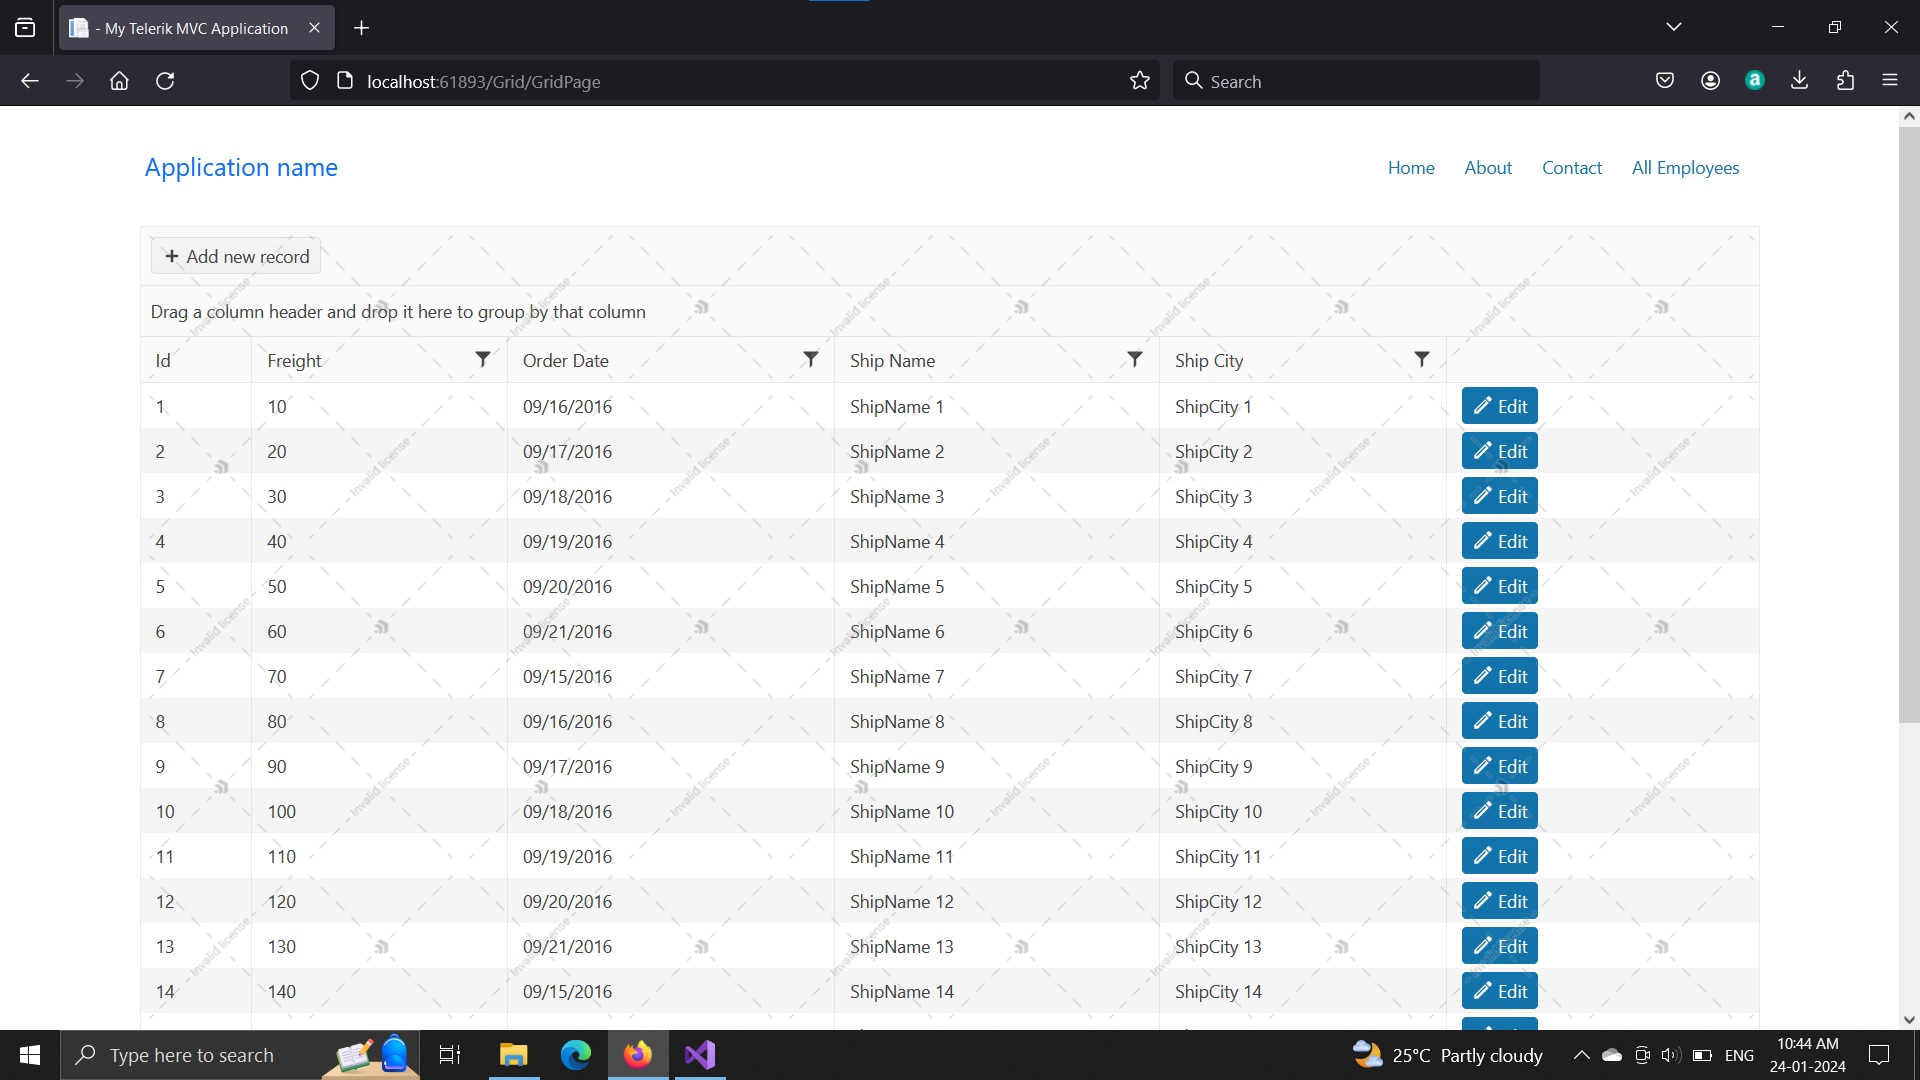 - My Telerik MVC Application
localhost:61893/Grid/GridPage
Search
Application name
Home About Contact All Employees
Add new record
Drag a column header and drop it here to group by that column
Id Freight Order Date Ship Name Ship City
1 10 09/16/2016 ShipName 1 ShipCity 1 Edit
2 20 09/17/2016 ShipName 2 ShipCity 2 Edit
3 30 09/18/2016 ShipName 3 ShipCity 3 Edit
4 40 09/19/2016 ShipName 4 ShipCity 4 Edit
5 50 09/20/2016 ShipName 5 ShipCity 5 Edit
6 60 09/21/2016 ShipName 6 ShipCity 6 Edit
7 70 09/15/2016 ShipName 7 ShipCity 7 Edit
8 80 09/16/2016 ShipName 8 ShipCity 8 Edit
9 90 09/17/2016 ShipName 9 ShipCity 9 Edit
10 100 09/18/2016 ShipName 10 ShipCity 10 Edit
11 110 09/19/2016 ShipName 11 ShipCity 11 Edit
12 120 09/20/2016 ShipName 12 ShipCity 12 Edit
13 130 09/21/2016 ShipName 13 ShipCity 13 Edit
14 140 09/15/2016 ShipName 14 ShipCity 14 Edit
Invalid license
Type here to search
25°C Partly cloudy
ENG
10:44 AM
24-01-2024